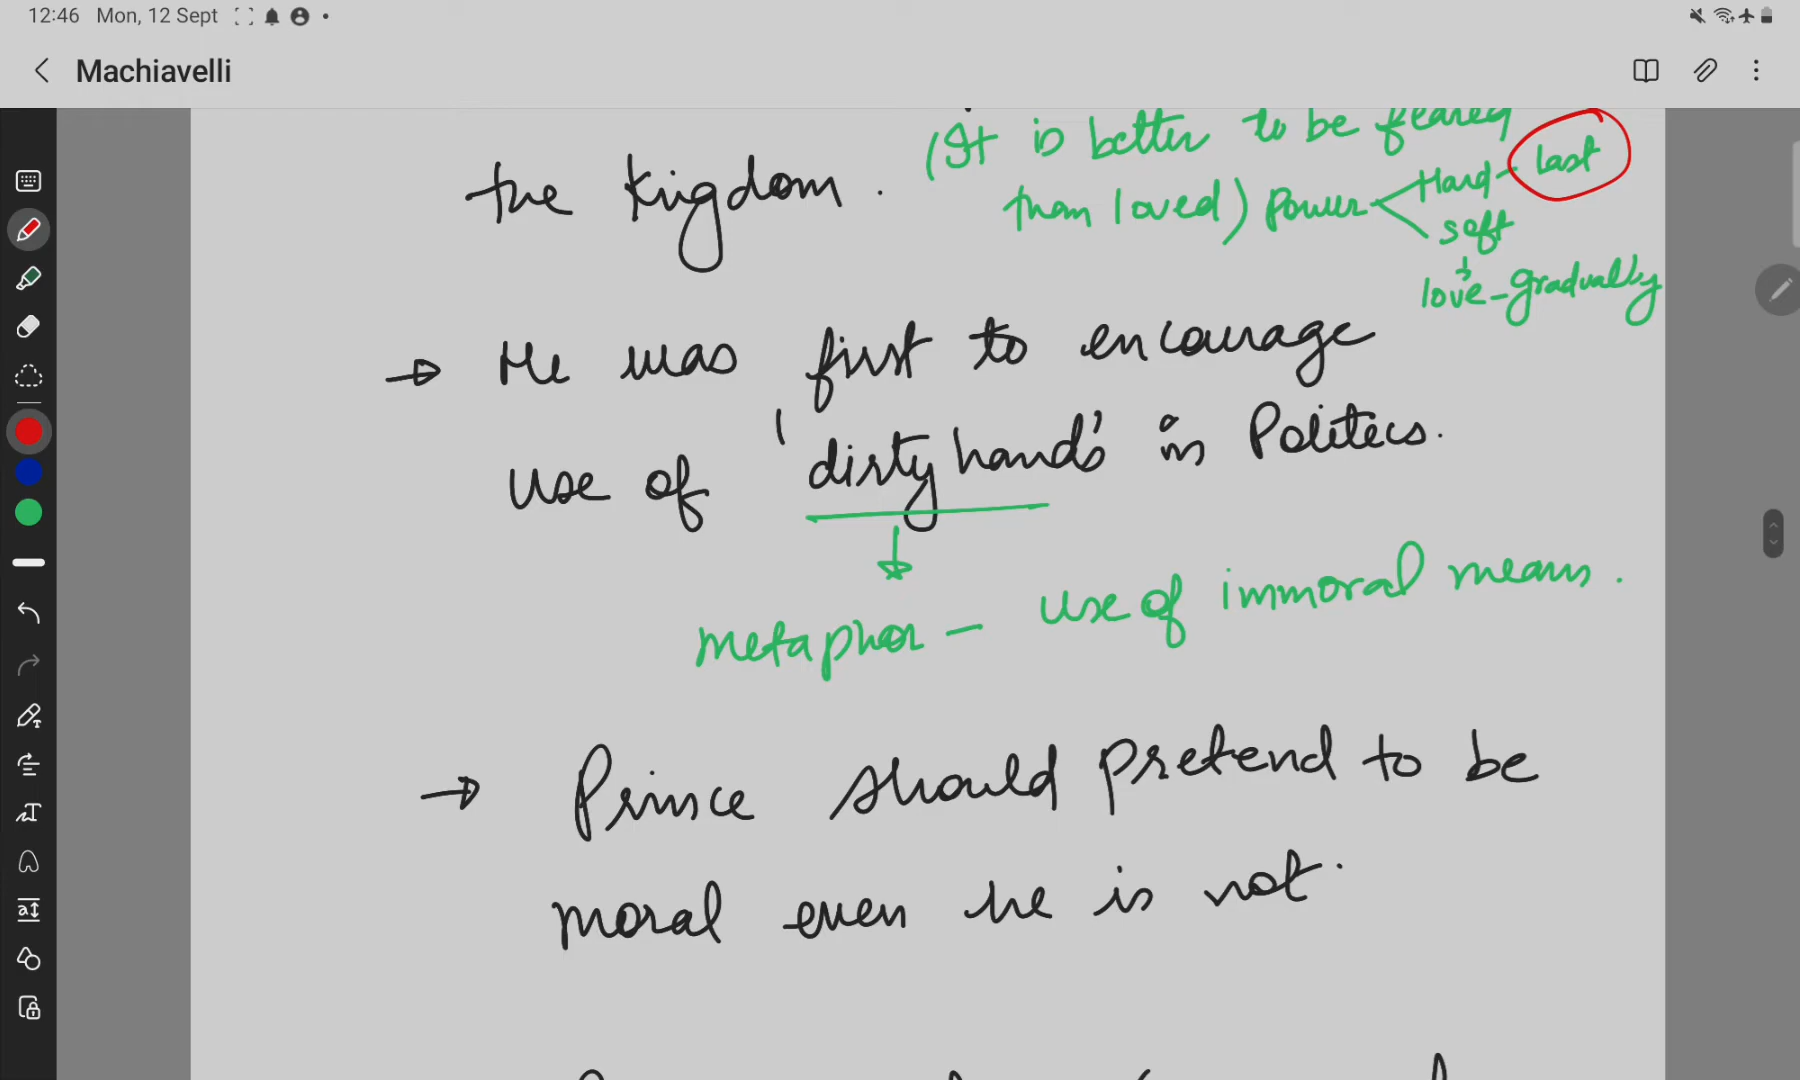 12:46 Mon, 12 Sept
Machiavelli
(It is better to be feared
than loved) Power Hard - last
soft
love - gradually
the kigdom.
→ He was first to encourage
use of 'dirty hands' in Politics.
metaphor - use of immoral means.
→ Prince should pretend to be
moral even he is not.